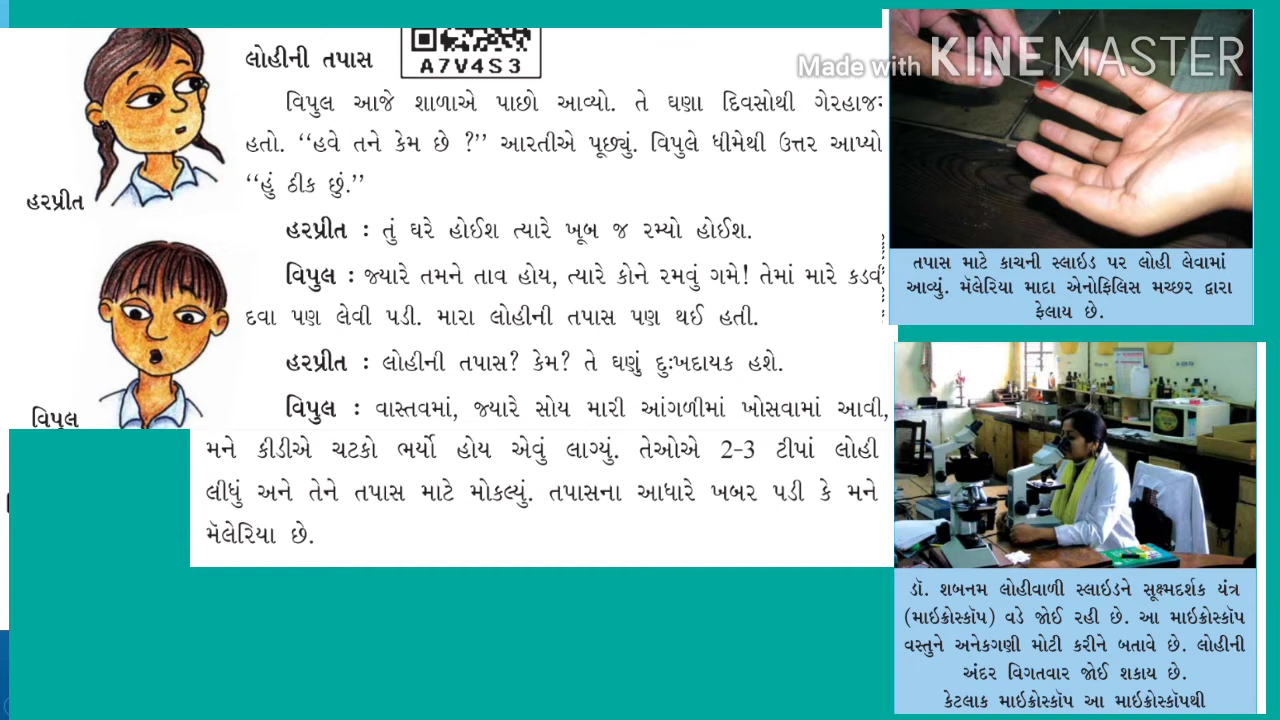 લોહીની તપાસ
A7V4S3
વિપુલ આજે શાળાએ પાછો આવ્યો. તે ઘણા દિવસોથી ગેરહાજર
હતો. “હવે તને કેમ છે ?” આરતીએ પૂછ્યું. વિપુલે ધીમેથી ઉત્તર આપ્યો
“હું ઠીક છું.”
હરપ્રીત
હરપ્રીત : તું ઘરે હોઈશ ત્યારે ખૂબ જ રમ્યો હોઈશ.
વિપુલ : જ્યારે તમને તાવ હોય, ત્યારે કોને રમવું ગમે! તેમાં મારે કડવી
દવા પણ લેવી પડી. મારા લોહીની તપાસ પણ થઈ હતી.
હરપ્રીત : લોહીની તપાસ? કેમ? તે ઘણું દુઃખદાયક હશે.
વિપુલ : વાસ્તવમાં, જ્યારે સોય મારી આંગળીમાં ખોસવામાં આવી,
વિપુલ
મને કીડીએ ચટકો ભર્યો હોય એવું લાગ્યું. તેઓએ 2-3 ટીપાં લોહી
લીધું અને તેને તપાસ માટે મોકલ્યું. તપાસના આધારે ખબર પડી કે મને
મૅલેરિયા છે.
Made with KINEMASTER
તપાસ માટે કાચની સ્લાઇડ પર લોહી લેવામાં
આવ્યું. મૅલેરિયા માદા એનોફિલિસ મચ્છર દ્વારા
ફેલાય છે.
ડૉ. શબનમ લોહીવાળી સ્લાઇડને સૂક્ષ્મદર્શક યંત્ર
(માઇક્રોસ્કૉપ) વડે જોઈ રહી છે. આ માઇક્રોસ્કૉપ
વસ્તુને અનેકગણી મોટી કરીને બતાવે છે. લોહીની
અંદર વિગતવાર જોઈ શકાય છે.
કેટલાક માઇક્રોસ્કૉપ આ માઇક્રોસ્કૉપથી